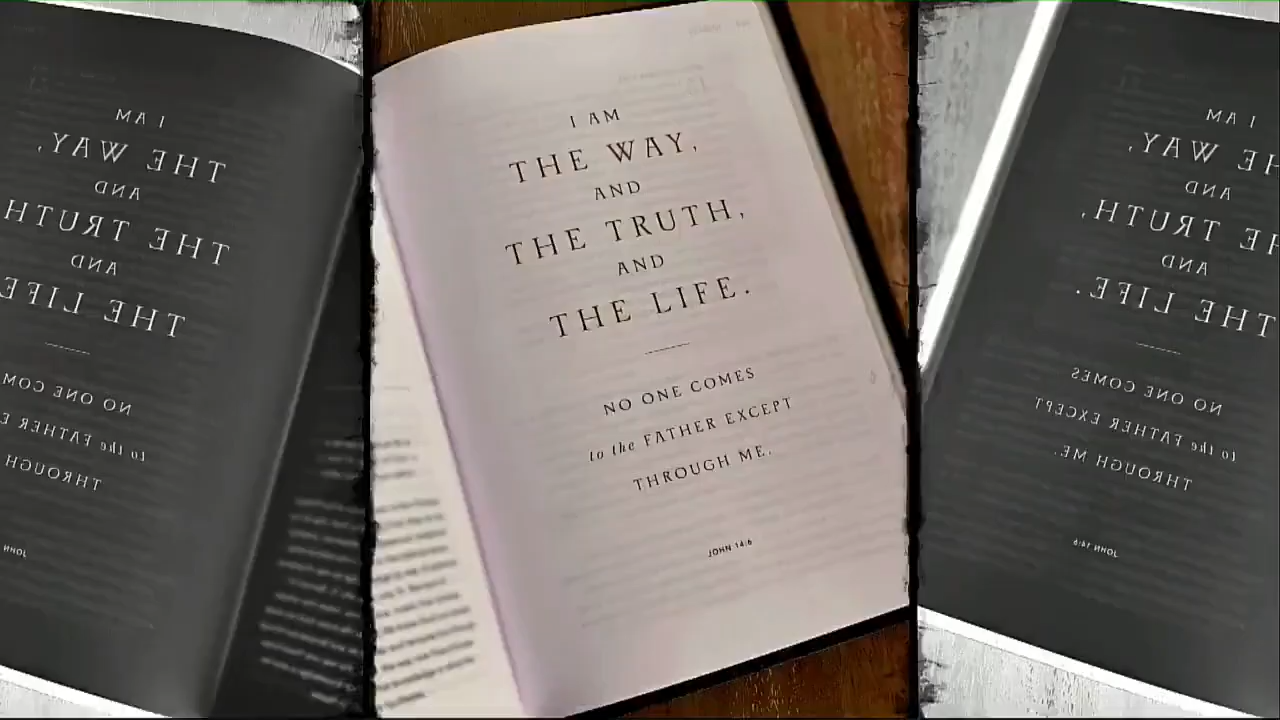 I AM
THE WAY,
AND
THE TRUTH,
AND
THE LIFE.
NO ONE COMES
to the FATHER EXCEPT
THROUGH ME.
JOHN 14:6